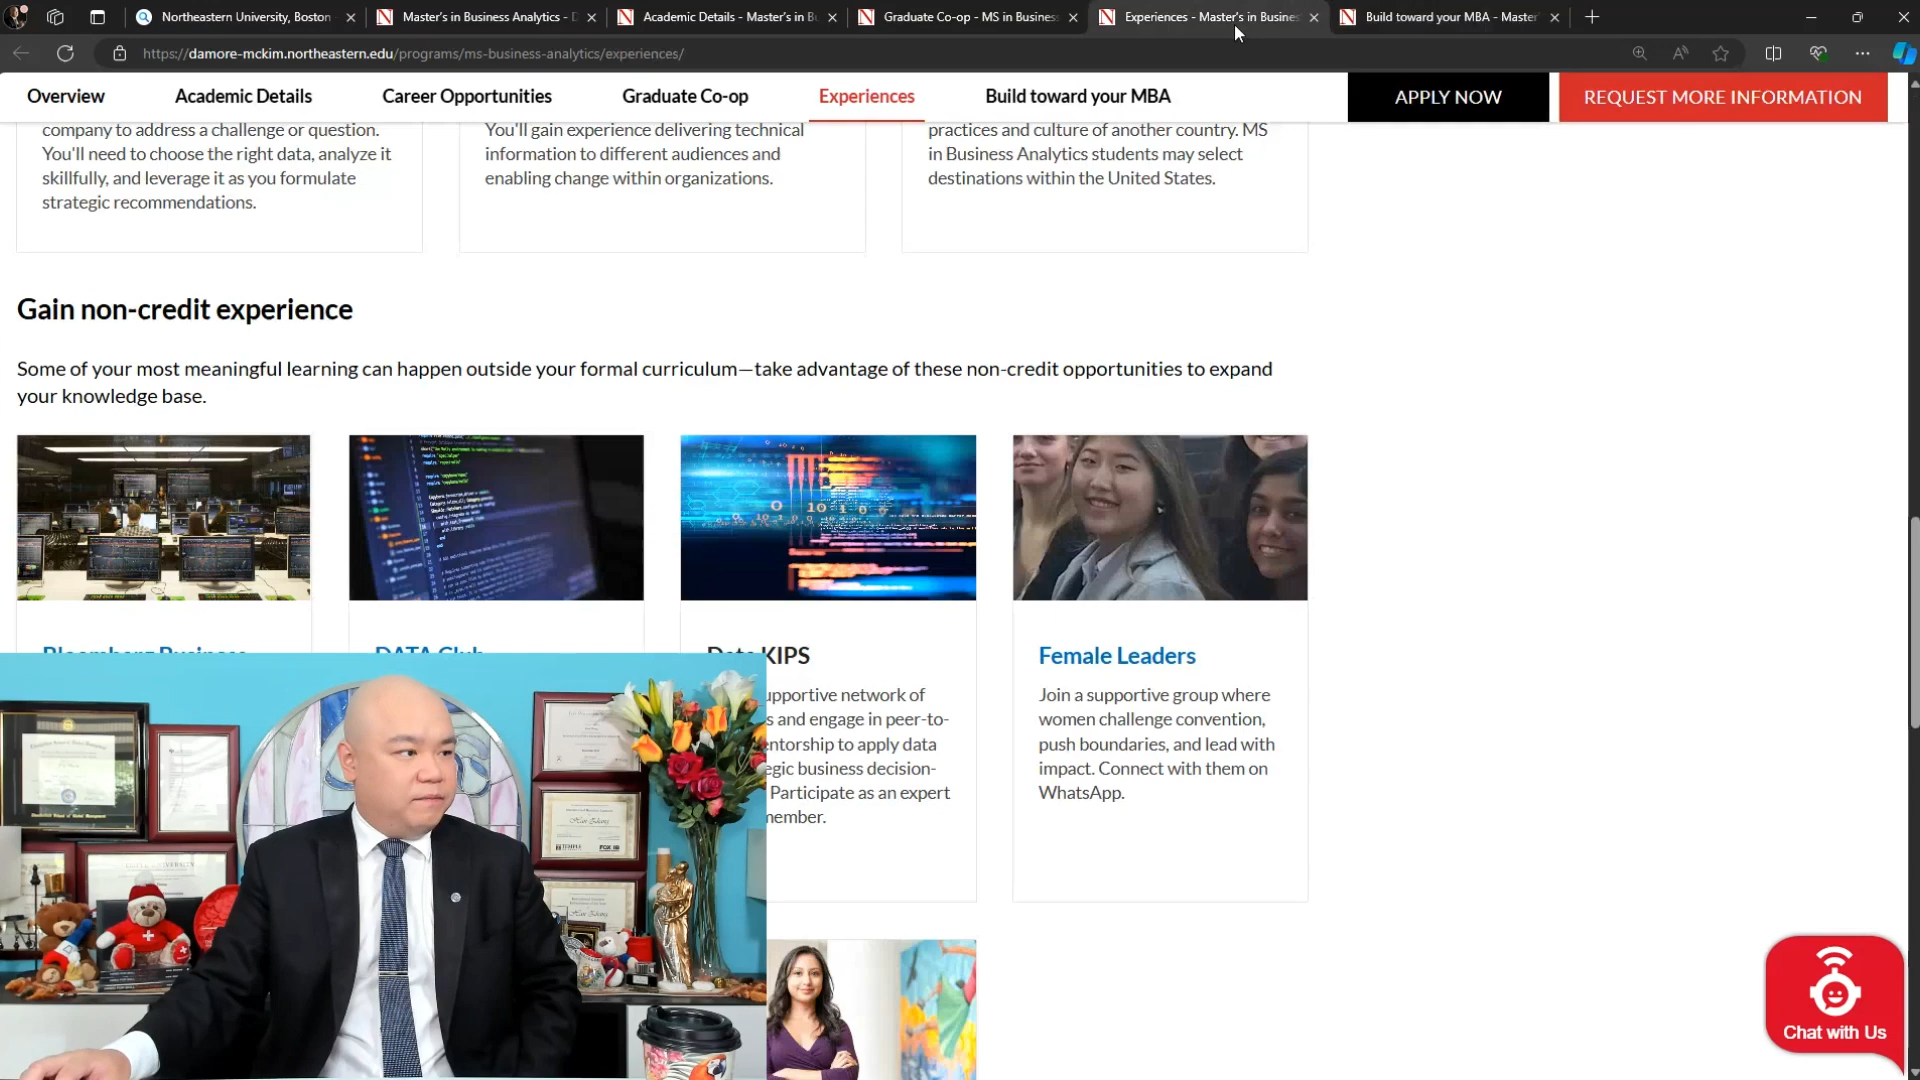 Northeastern University, Boston
Master's in Business Analytics - D
Academic Details - Master's in Bu
Graduate Co-op - MS in Business
Experiences - Master's in Busines
Build toward your MBA - Master'
https://damore-mckim.northeastern.edu/programs/ms-business-analytics/experiences/
Overview
Academic Details
Career Opportunities
Graduate Co-op
Experiences
Build toward your MBA
APPLY NOW
REQUEST MORE INFORMATION
company to address a challenge or question.
You'll need to choose the right data, analyze it
skillfully, and leverage it as you formulate
strategic recommendations.
You'll gain experience delivering technical
information to different audiences and
enabling change within organizations.
practices and culture of another country. MS
in Business Analytics students may select
destinations within the United States.
Gain non-credit experience
Some of your most meaningful learning can happen outside your formal curriculum—take advantage of these non-credit opportunities to expand
your knowledge base.
Bloomberg Business
DATA Club
Data KIPS
upportive network of
s and engage in peer-to-
entorship to apply data
egic business decision-
Participate as an expert
member.
Female Leaders
Join a supportive group where
women challenge convention,
push boundaries, and lead with
impact. Connect with them on
WhatsApp.
Chat with Us